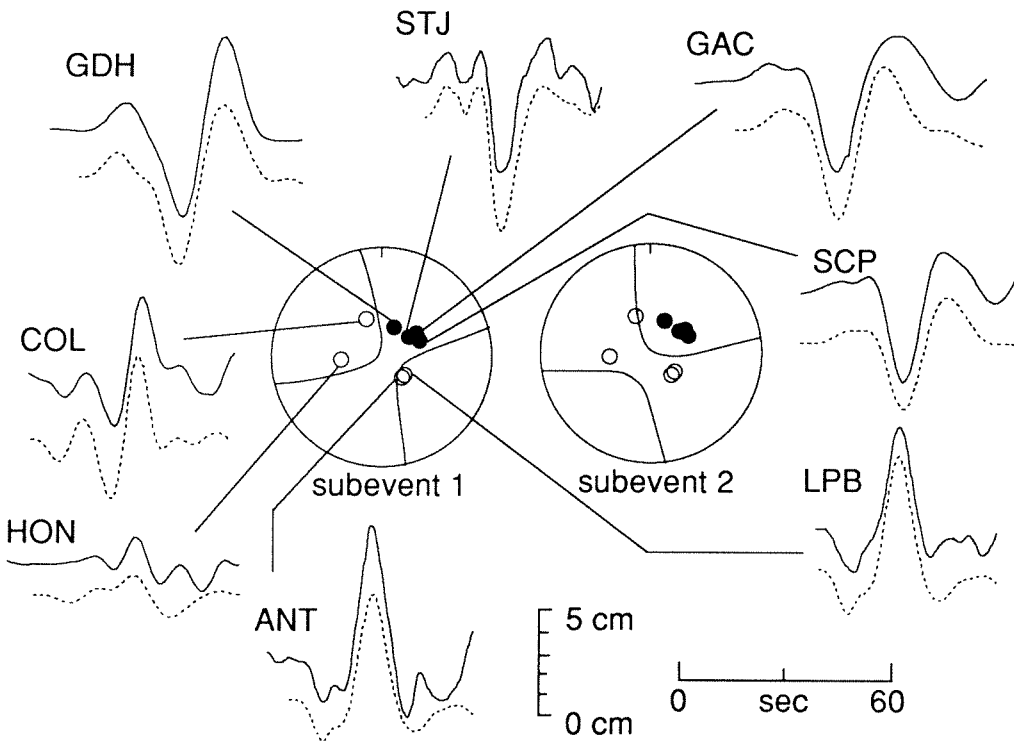 STJ
GAC
GDH
SCP
COL
subevent 1
subevent 2
LPB
HON
ANT
5 cm
0 cm
0 sec 60